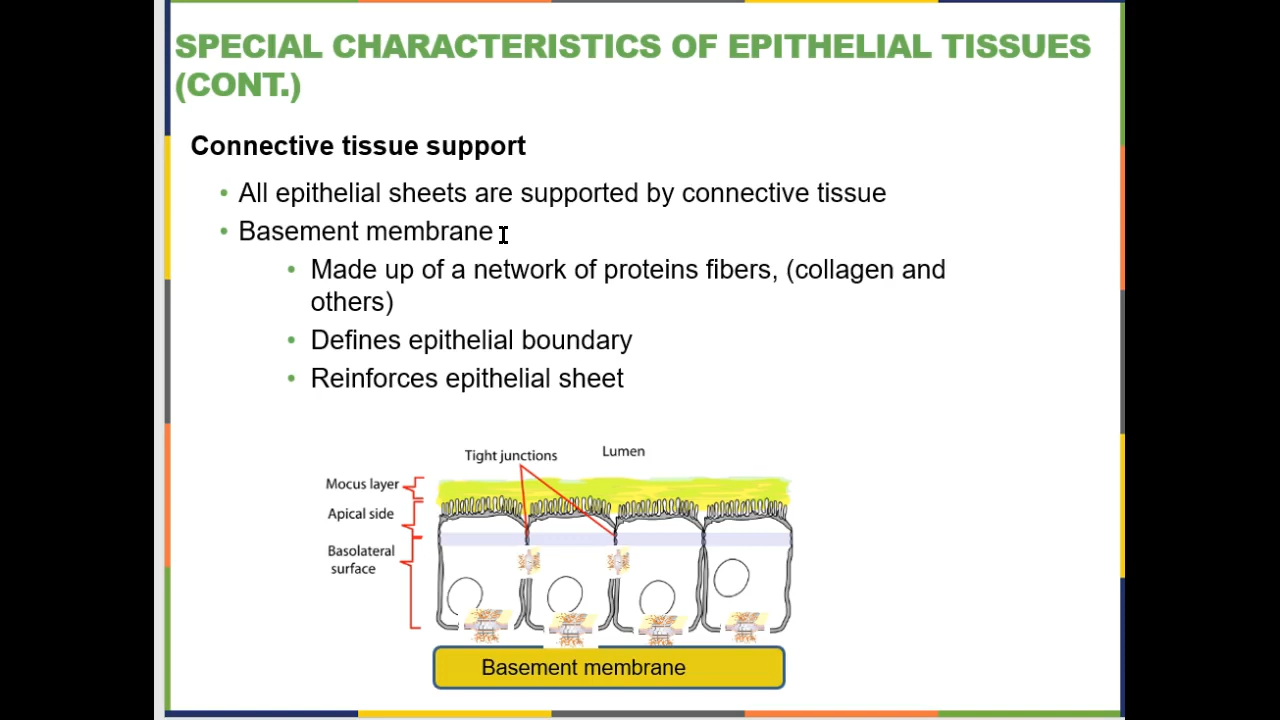 SPECIAL CHARACTERISTICS OF EPITHELIAL TISSUES
(CONT.)
Connective tissue support
• All epithelial sheets are supported by connective tissue
• Basement membrane
• Made up of a network of proteins fibers, (collagen and
others)
• Defines epithelial boundary
• Reinforces epithelial sheet
Tight junctions
Lumen
Mocus layer
Apical side
Basolateral
surface
Basement membrane